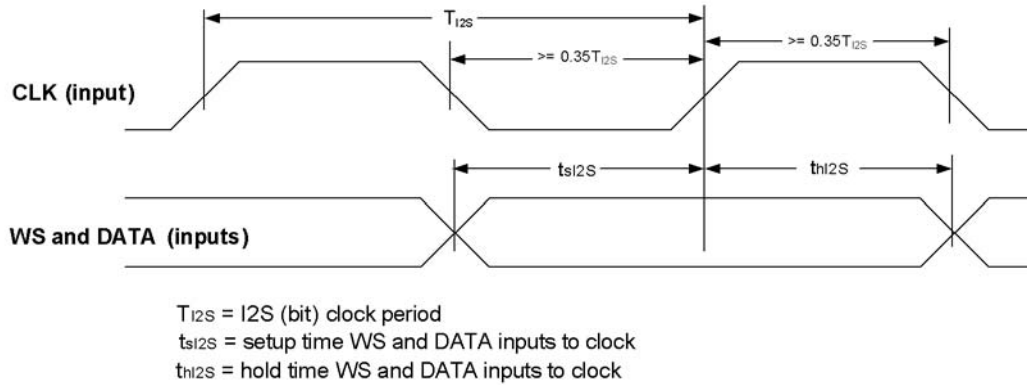 TI2S
>= 0.35TI2S
>= 0.35TI2S
CLK (input)
tsI2S
thI2S
WS and DATA (inputs)
TI2S = I2S (bit) clock period
tsI2S = setup time WS and DATA inputs to clock
thI2S = hold time WS and DATA inputs to clock